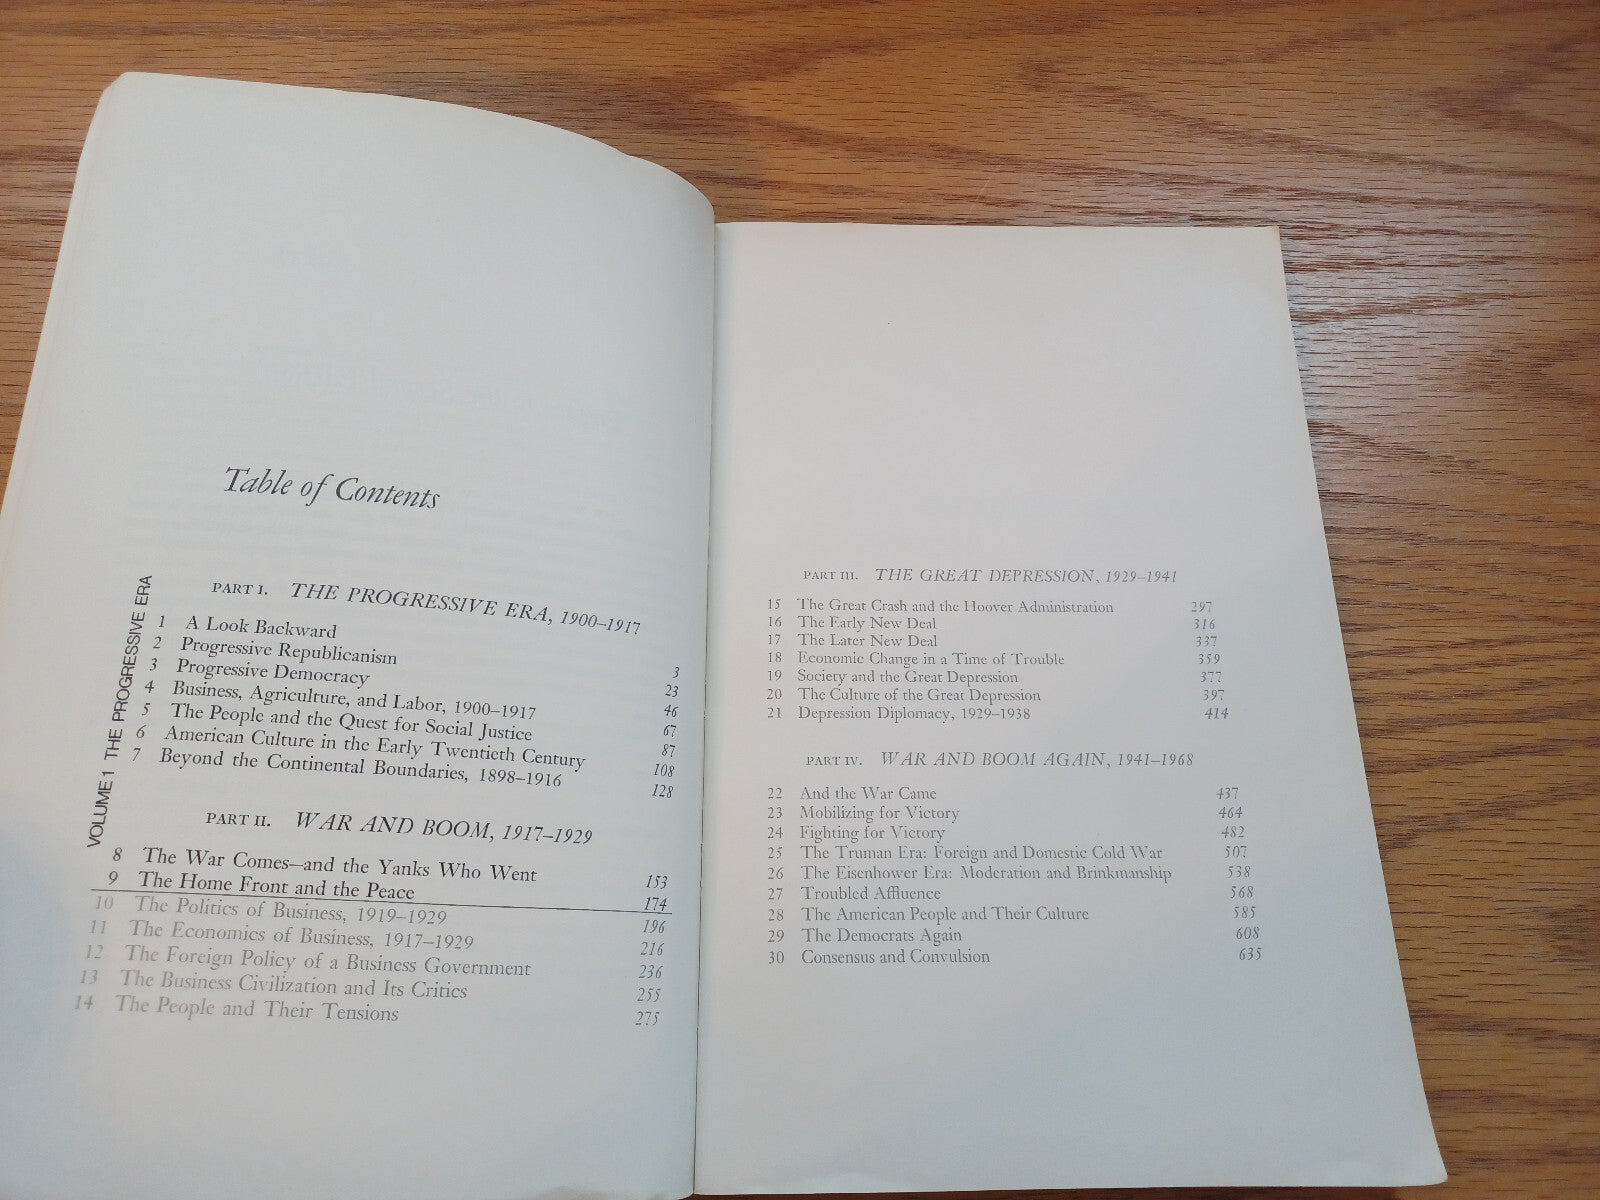 Table of Contents
VOLUME 1 THE PROGRESSIVE ERA
PART I. THE PROGRESSIVE ERA, 1900–1917
1 A Look Backward 3
2 Progressive Republicanism 23
3 Progressive Democracy 46
4 Business, Agriculture, and Labor, 1900–1917 67
5 The People and the Quest for Social Justice 87
6 American Culture in the Early Twentieth Century 108
7 Beyond the Continental Boundaries, 1898–1916 128
PART II. WAR AND BOOM, 1917–1929
8 The War Comes—and the Yanks Who Went 153
9 The Home Front and the Peace 174
10 The Politics of Business, 1919–1929 196
11 The Economics of Business, 1917–1929 216
12 The Foreign Policy of a Business Government 236
13 The Business Civilization and Its Critics 255
14 The People and Their Tensions 275
PART III. THE GREAT DEPRESSION, 1929–1941
15 The Great Crash and the Hoover Administration 297
16 The Early New Deal 316
17 The Later New Deal 337
18 Economic Change in a Time of Trouble 359
19 Society and the Great Depression 377
20 The Culture of the Great Depression 397
21 Depression Diplomacy, 1929–1938 414
PART IV. WAR AND BOOM AGAIN, 1941–1968
22 And the War Came 437
23 Mobilizing for Victory 464
24 Fighting for Victory 482
25 The Truman Era: Foreign and Domestic Cold War 507
26 The Eisenhower Era: Moderation and Brinkmanship 538
27 Troubled Affluence 568
28 The American People and Their Culture 585
29 The Democrats Again 608
30 Consensus and Convulsion 635